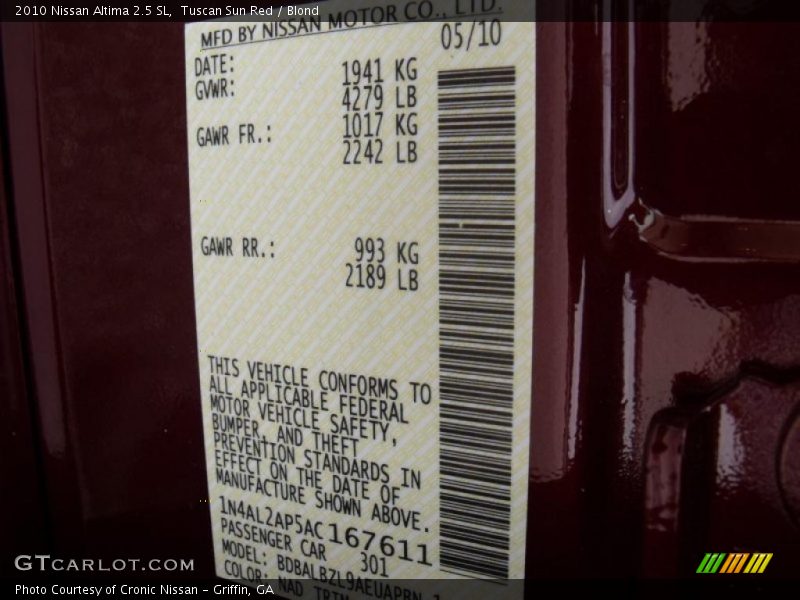 2010 Nissan Altima 2.5 SL, Tuscan Sun Red / Blond
MFD BY NISSAN MOTOR CO., LTD.
DATE: 05/10
GVWR: 1941 KG
4279 LB
GAWR FR.: 1017 KG
2242 LB
GAWR RR.: 993 KG
2189 LB
THIS VEHICLE CONFORMS TO
ALL APPLICABLE FEDERAL
MOTOR VEHICLE SAFETY,
BUMPER, AND THEFT
PREVENTION STANDARDS IN
EFFECT ON THE DATE OF
MANUFACTURE SHOWN ABOVE.
1N4AL2AP5AC167611
PASSENGER CAR 301
MODEL: BDBALBZL9AEUAPRN
COLOR: NAD TRIM
GTCARLOT.COM
Photo Courtesy of Cronic Nissan - Griffin, GA